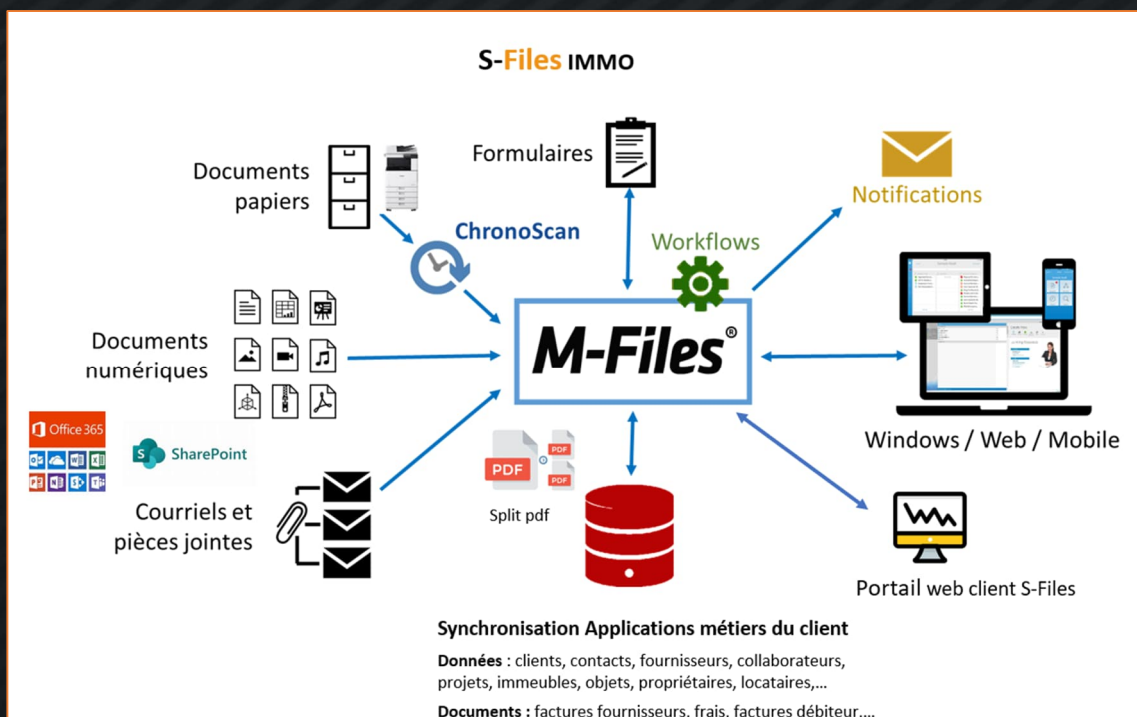 S-Files IMMO
Documents
papiers
Formulaires
Notifications
ChronoScan
Workflows
M-Files®
Documents
numériques
Office 365
S SharePoint
Windows / Web / Mobile
PDF
PDF
PDF
Split pdf
Courriels et
pièces jointes
Portail web client S-Files
Synchronisation Applications métiers du client
Données : clients, contacts, fournisseurs, collaborateurs,
projets, immeubles, objets, propriétaires, locataires,...
Documents : factures fournisseurs, frais, factures débiteur,...